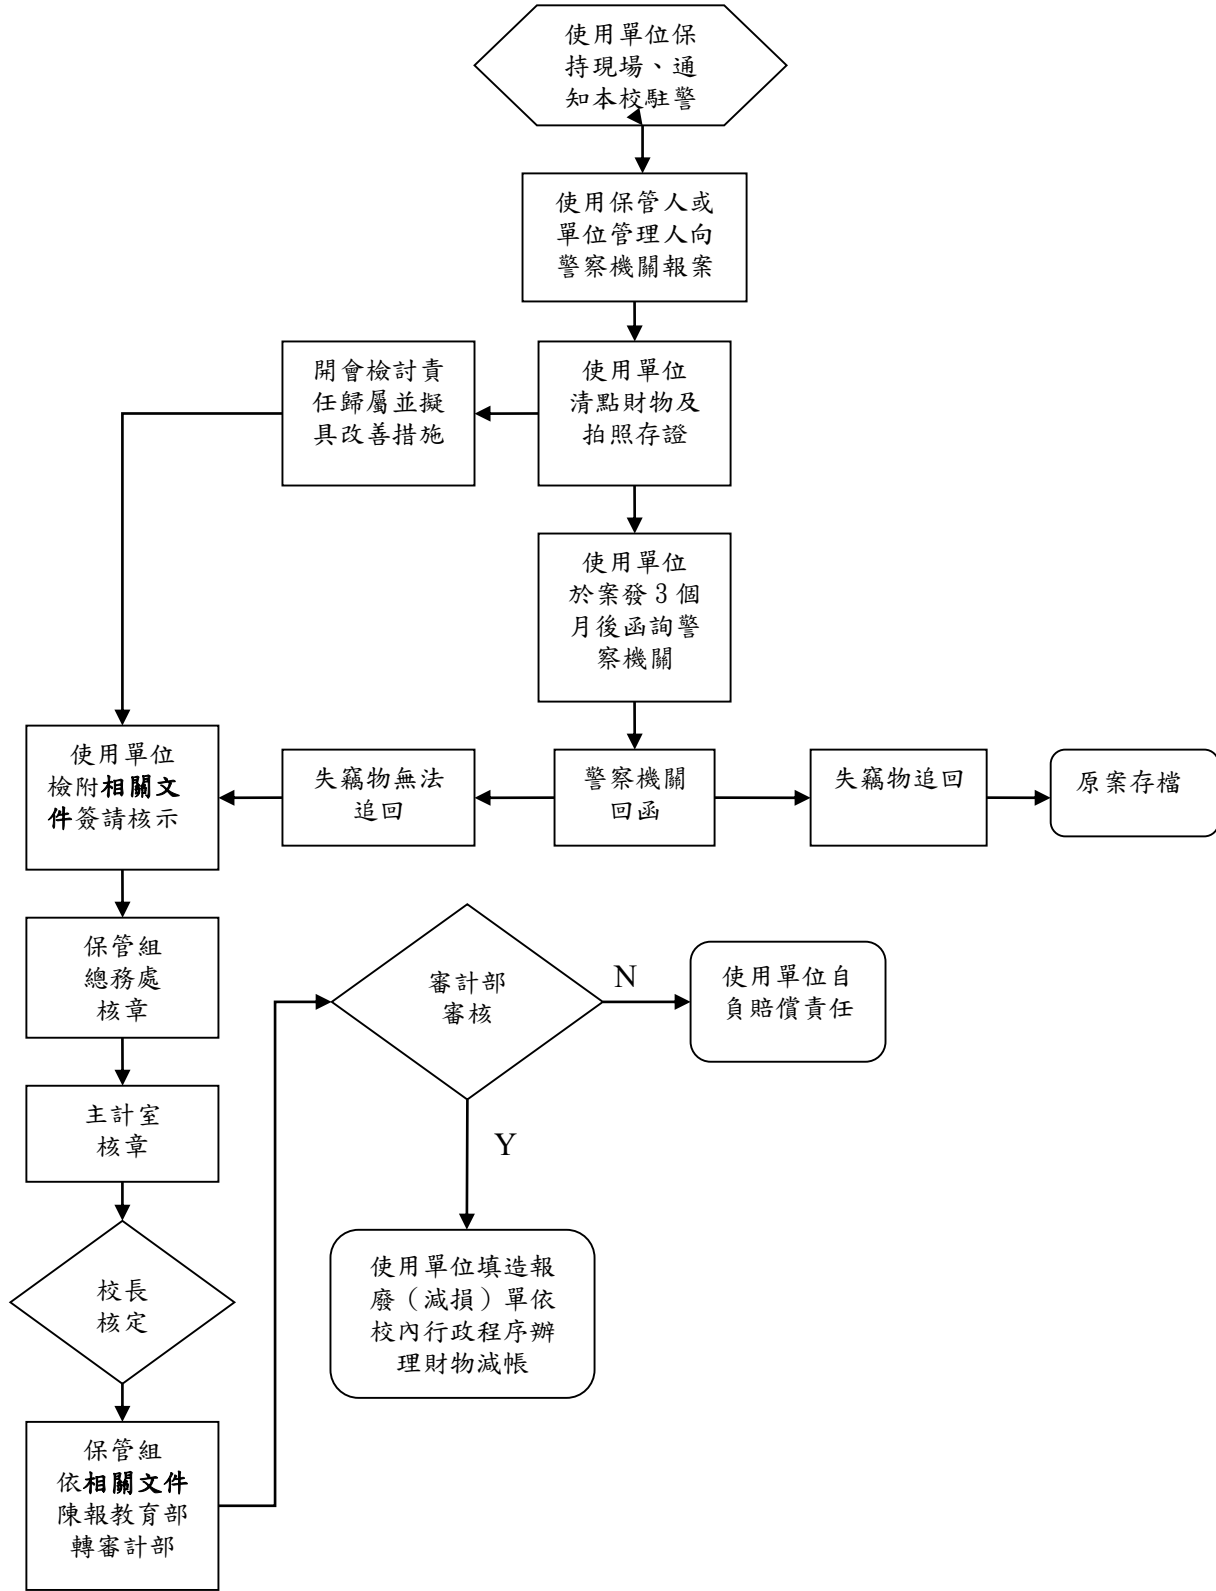 使用單位保
持現場、通
知本校駐警
使用保管人或
單位管理人向
警察機關報案
開會檢討責
任歸屬並擬
具改善措施
使用單位
清點財物及
拍照存證
使用單位
於案發3個
月後函詢警
察機關
使用單位
檢附相關文
件簽請核示
失竊物無法
追回
警察機關
回函
失竊物追回
原案存檔
保管組
總務處
核章
主計室
核章
校長
核定
保管組
依相關文件
陳報教育部
轉審計部
審計部
審核
N
使用單位自
負賠償責任
Y
使用單位填造報
廢（減損）單依
校內行政程序辦
理財物減帳